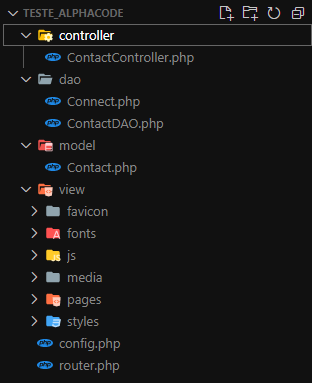 TESTE_ALPHACODE
controller
ContactController.php
dao
Connect.php
ContactDAO.php
model
Contact.php
view
favicon
fonts
js
media
pages
styles
config.php
router.php